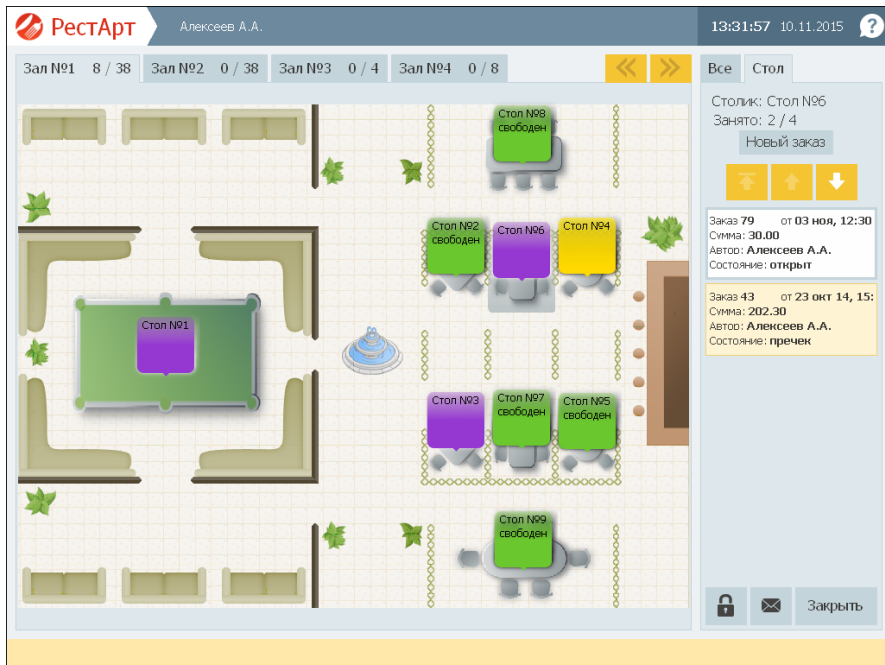 РестАрт
Алексеев А.А.
13:31:57 10.11.2015
?
Зал №1 8 / 38
Зал №2 0 / 38
Зал №3 0 / 4
Зал №4 0 / 8
Все
Стол
Столик: Стол №6
Занято: 2 / 4
Новый заказ
Заказ 79 от 03 ноя, 12:30
Сумма: 30.00
Автор: Алексеев А.А.
Состояние: открыт
Заказ 43 от 23 окт 14, 15:
Сумма: 202.30
Автор: Алексеев А.А.
Состояние: пречек
Стол №8
свободен
Стол №2
свободен
Стол №6
Стол №4
Стол №1
Стол №3
Стол №7
свободен
Стол №5
свободен
Стол №9
свободен
Закрыть